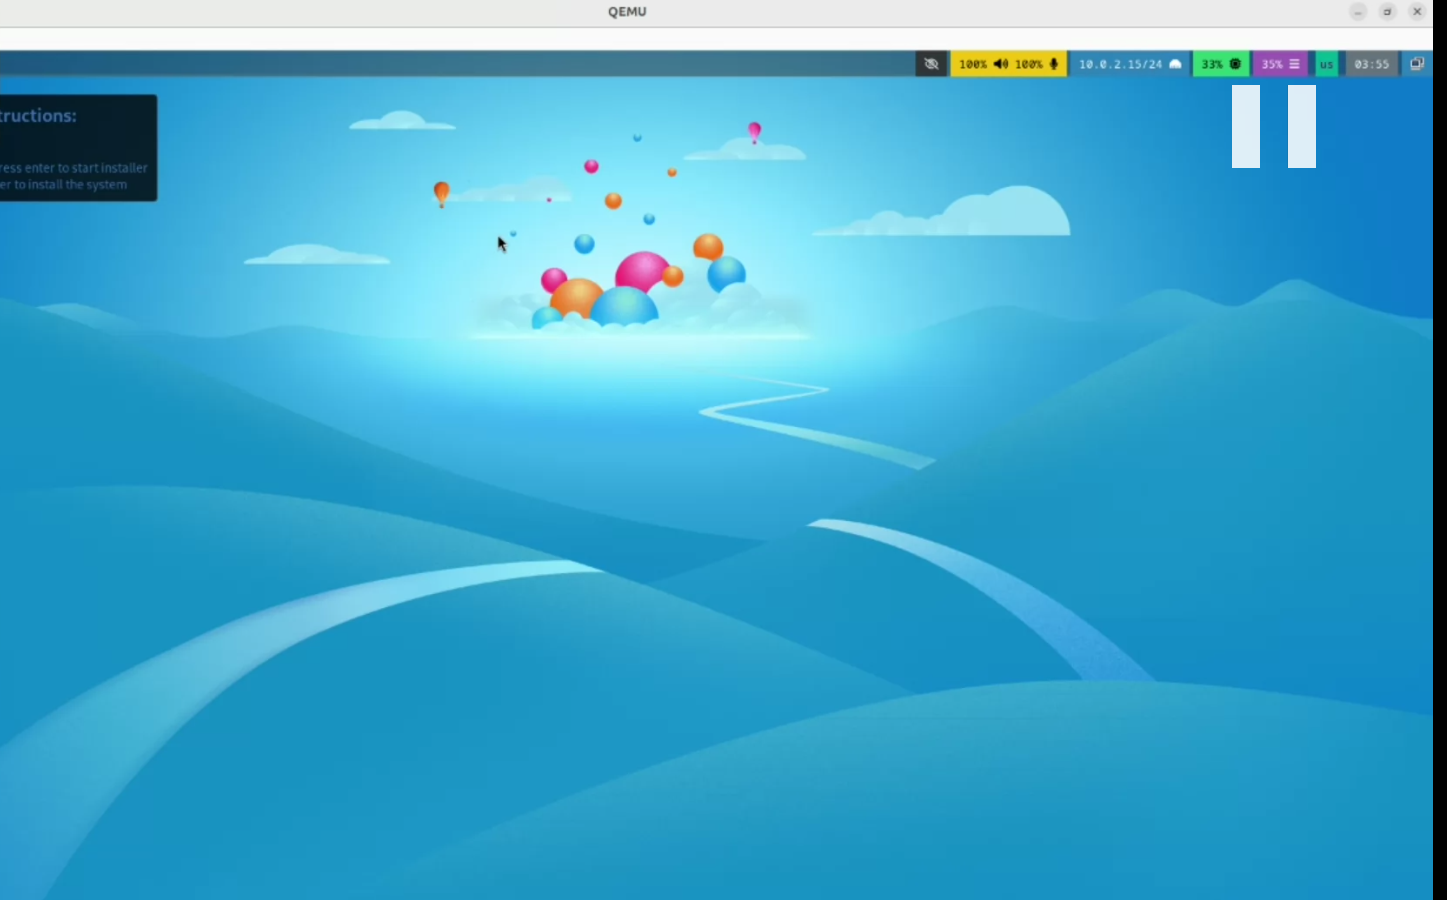 QEMU
100% 100% 10.0.2.15/24 33% 35% us 03:55
tructions:
ress enter to start installer
er to install the system